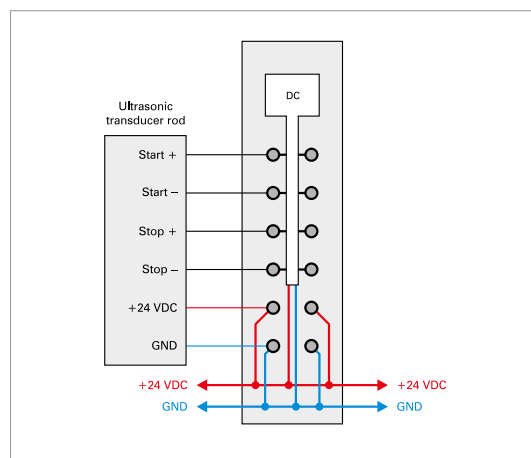 DC
Ultrasonic
transducer rod
Start +
Start –
Stop +
Stop –
+24 VDC
GND
+24 VDC
+24 VDC
GND
GND